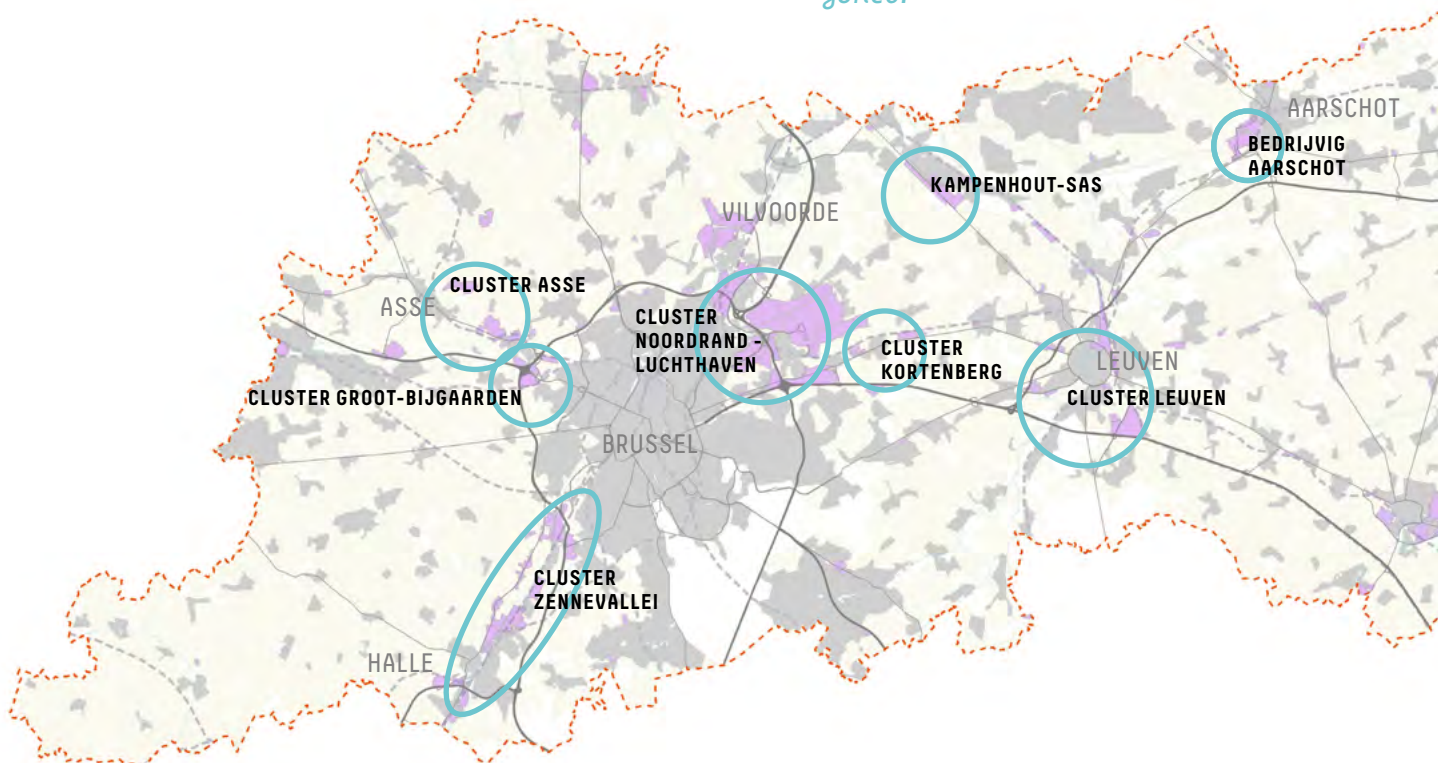 AARSCHOT
BEDRIJVIG
AARSCHOT
KAMPENHOUT-SAS
VILVOORDE
CLUSTER ASSE
ASSE
CLUSTER
NOORDRAND -
LUCHTHAVEN
CLUSTER
KORTENBERG
LEUVEN
CLUSTER GROOT-BIJGAARDEN
CLUSTER LEUVEN
BRUSSEL
CLUSTER
ZENNEVALLEI
HALLE